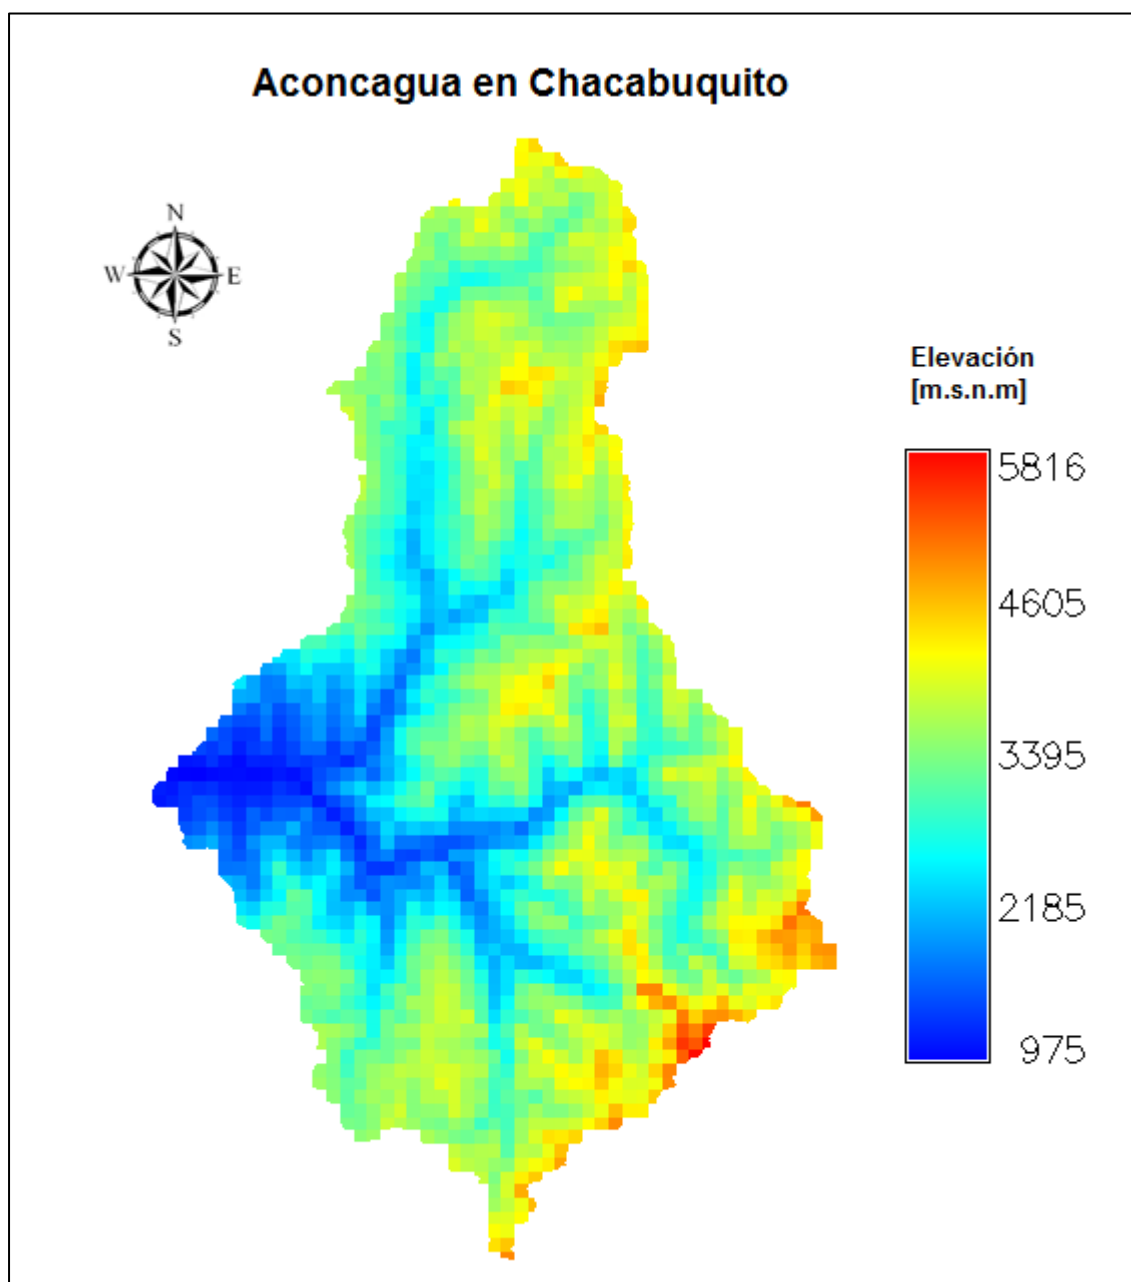 Aconcagua en Chacabuquito
N
W E
S
Elevación
[m.s.n.m]
5816
4605
3395
2185
975